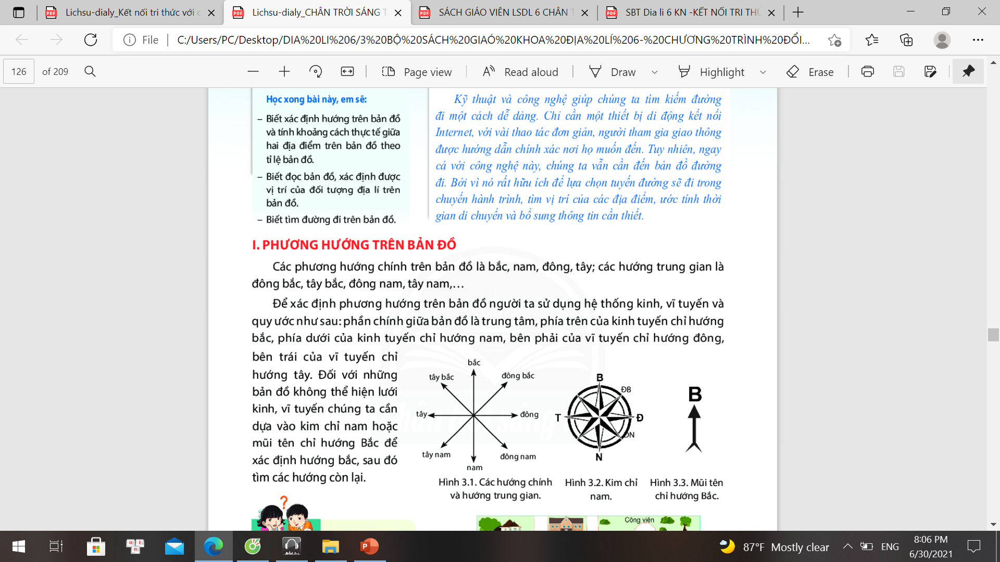 Lichsu-dialy_Kết nối tri thức với c
Lichsu-dialy_CHÂN TRỜI SÁNG T
SÁCH GIÁO VIÊN LSDL 6 CHÂN T
SBT Dia li 6 KN -KẾT NỐI TRI THỨ
File
C:/Users/PC/Desktop/DIA%20LI%206/3%20BỘ%20SÁCH%20GIAÓ%20KHOA%20ĐỊA%20LÍ%206-%20CHƯƠNG%20TRÌNH%20ĐỔI...
126 of 209
Page view
Read aloud
Draw
Highlight
Erase
Học xong bài này, em sẽ:
– Biết xác định hướng trên bản đồ
và tính khoảng cách thực tế giữa
hai địa điểm trên bản đồ theo
tỉ lệ bản đồ.
– Biết đọc bản đồ, xác định được
vị trí của đối tượng địa lí trên
bản đồ.
– Biết tìm đường đi trên bản đồ.
Kỹ thuật và công nghệ giúp chúng ta tìm kiếm đường
đi một cách dễ dàng. Chỉ cần một thiết bị di động kết nối
Internet, với vài thao tác đơn giản, người tham gia giao thông
được hướng dẫn chính xác nơi họ muốn đến. Tuy nhiên, ngay
cả với công nghệ này, chúng ta vẫn cần đến bản đồ đường
đi. Bởi vì nó rất hữu ích để lựa chọn tuyến đường sẽ đi trong
chuyến hành trình, tìm vị trí của các địa điểm, ước tính thời
gian di chuyển và bổ sung thông tin cần thiết.
I. PHƯƠNG HƯỚNG TRÊN BẢN ĐỒ
Các phương hướng chính trên bản đồ là bắc, nam, đông, tây; các hướng trung gian là
đông bắc, tây bắc, đông nam, tây nam,...
Để xác định phương hướng trên bản đồ người ta sử dụng hệ thống kinh, vĩ tuyến và
quy ước như sau: phần chính giữa bản đồ là trung tâm, phía trên của kinh tuyến chỉ hướng
bắc, phía dưới của kinh tuyến chỉ hướng nam, bên phải của vĩ tuyến chỉ hướng đông,
bên trái của vĩ tuyến chỉ
hướng tây. Đối với những
bản đồ không thể hiện lưới
kinh, vĩ tuyến chúng ta cần
dựa vào kim chỉ nam hoặc
mũi tên chỉ hướng Bắc để
xác định hướng bắc, sau đó
tìm các hướng còn lại.
bắc
tây bắc
đông bắc
tây
đông
tây nam
đông nam
nam
Hình 3.1. Các hướng chính
và hướng trung gian.
B
ĐB
T
Đ
ĐN
N
Hình 3.2. Kim chỉ
nam.
B
Hình 3.3. Mũi tên
chỉ hướng Bắc.
?
Công viên
87°F Mostly clear
ENG
8:06 PM
6/30/2021